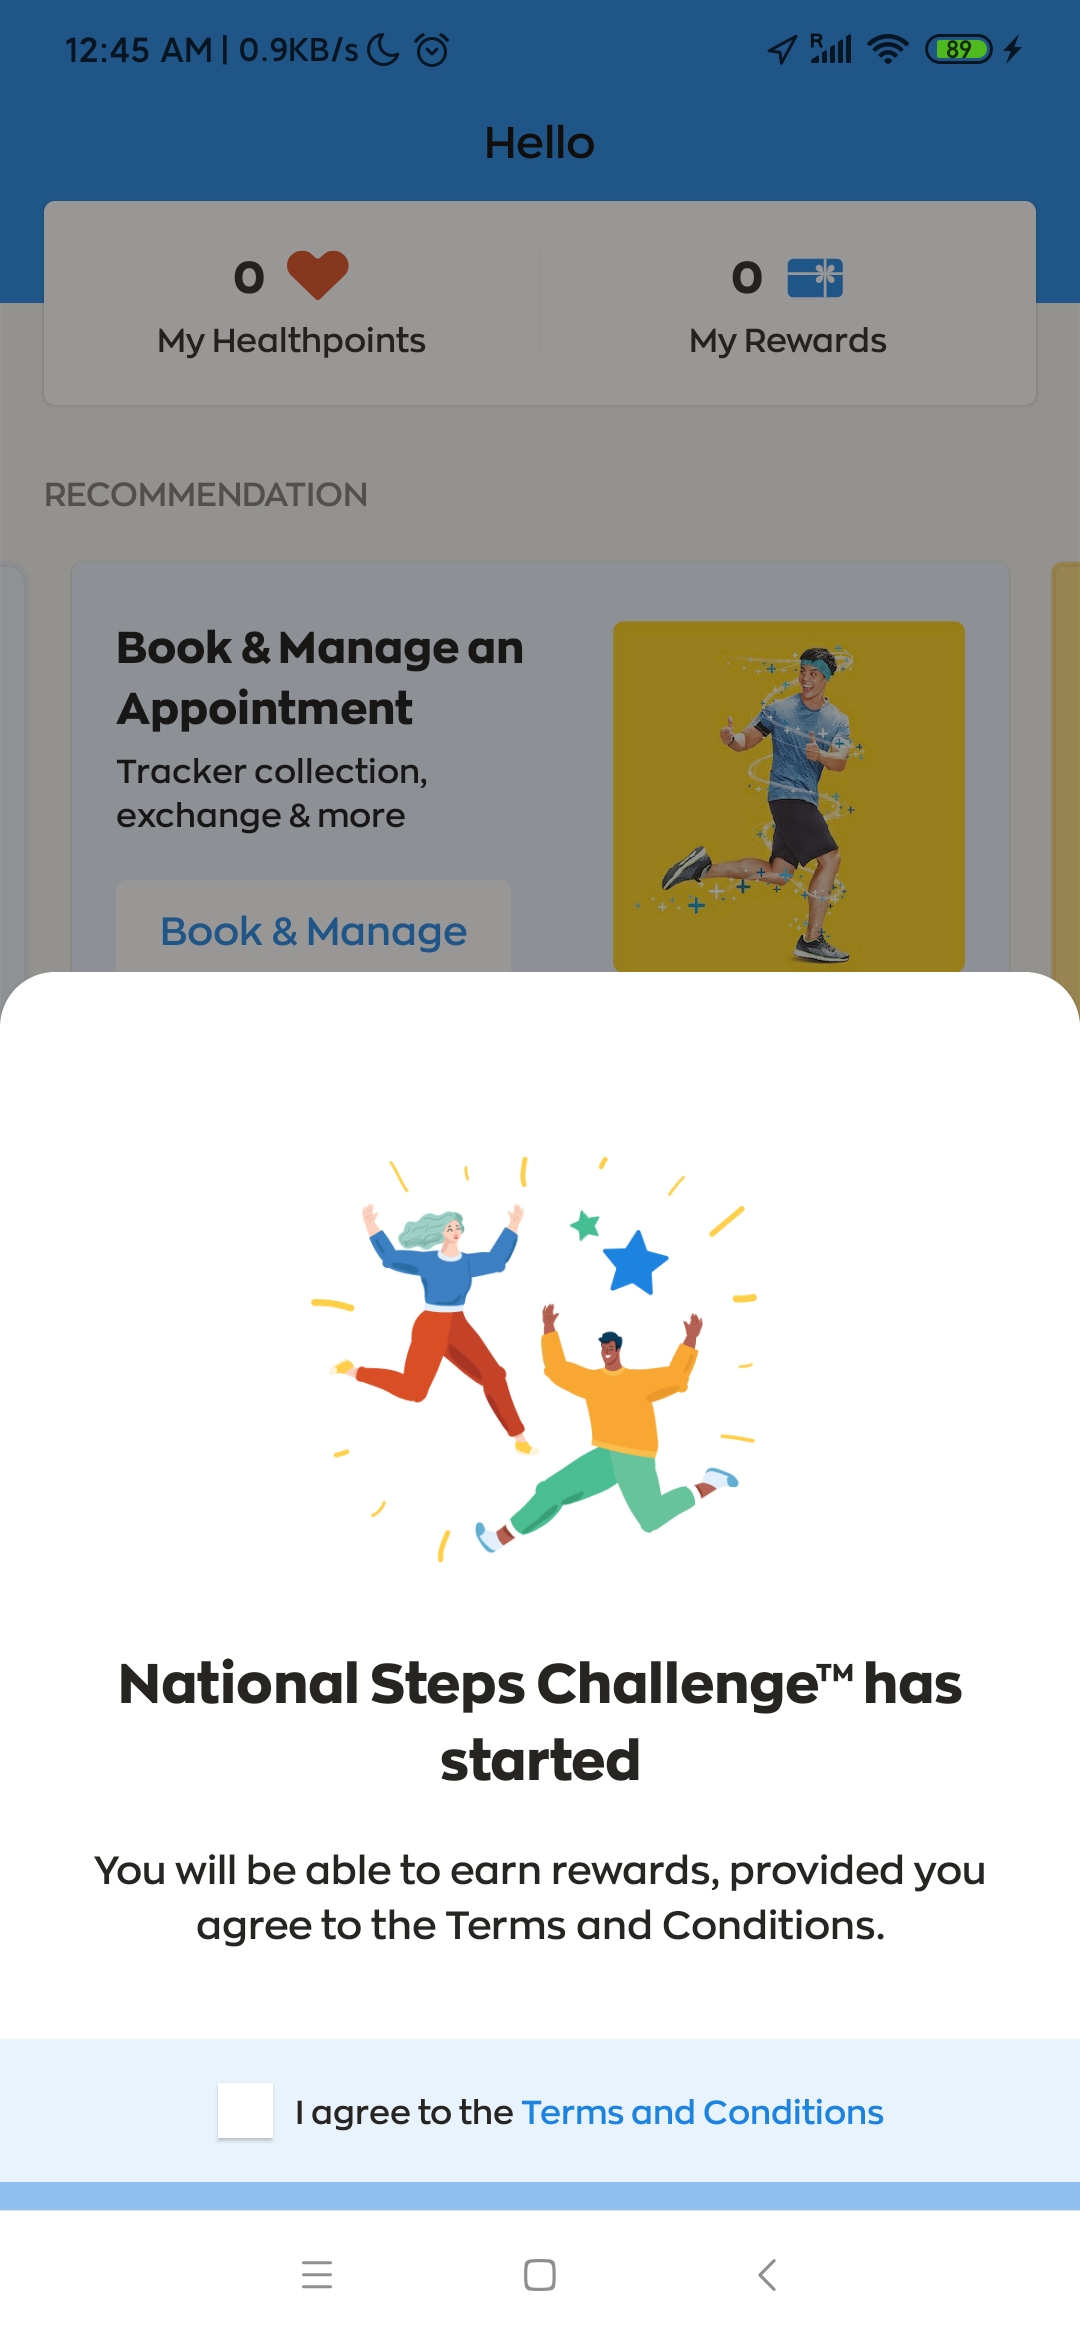 12:45 AM | 0.9KB/s
R
89
Hello
0
My Healthpoints
0
My Rewards
RECOMMENDATION
Book & Manage an
Appointment
Tracker collection,
exchange & more
Book & Manage
National Steps Challenge™ has
started
You will be able to earn rewards, provided you
agree to the Terms and Conditions.
I agree to the Terms and Conditions